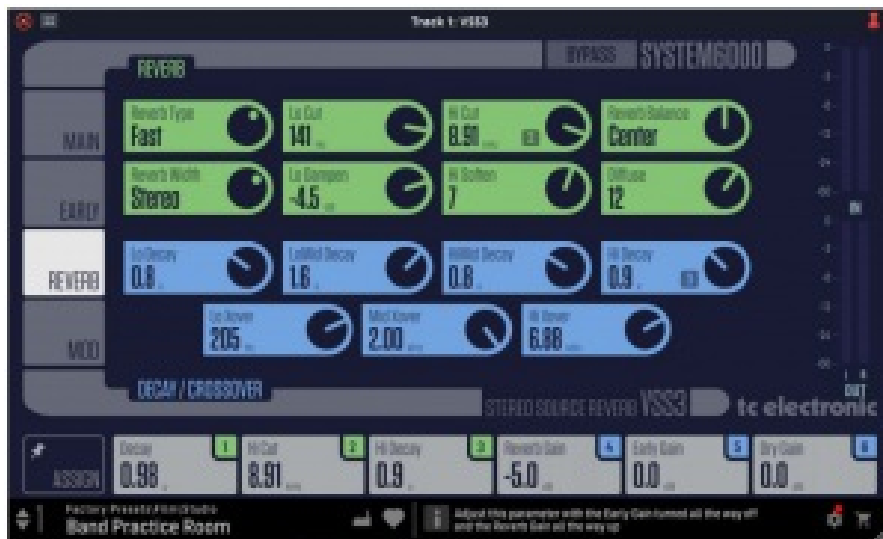 Track 1: VSS3
REVERB
BYPASS SYSTEM6000
MAIN
EARLY
REVERB
MOD
Reverb Type
Fast
Lo Cut
141
Hi Cut
8.91
Reverb Balance
Center
Reverb Width
Stereo
Lo Dampen
-4.5
Hi Soften
7
Diffuse
12
Lo Decay
0.8
LoMid Decay
1.6
HiMid Decay
0.8
Hi Decay
0.9
Lo Xover
205
Mid Xover
2.00
Hi Xover
6.88
DECAY / CROSSOVER
STEREO SOURCE REVERB VSS3
tc electronic
IN
OUT
ASSIGN
Decay 1
0.98
Hi Cut 2
8.91
Hi Decay 3
0.9
Reverb Gain 4
-5.0
Early Gain 5
0.0
Dry Gain 6
0.0
Factory Presets/Film/Studio
Band Practice Room
Adjust this parameter with the Early Gain turned all the way off
and the Reverb Gain all the way up